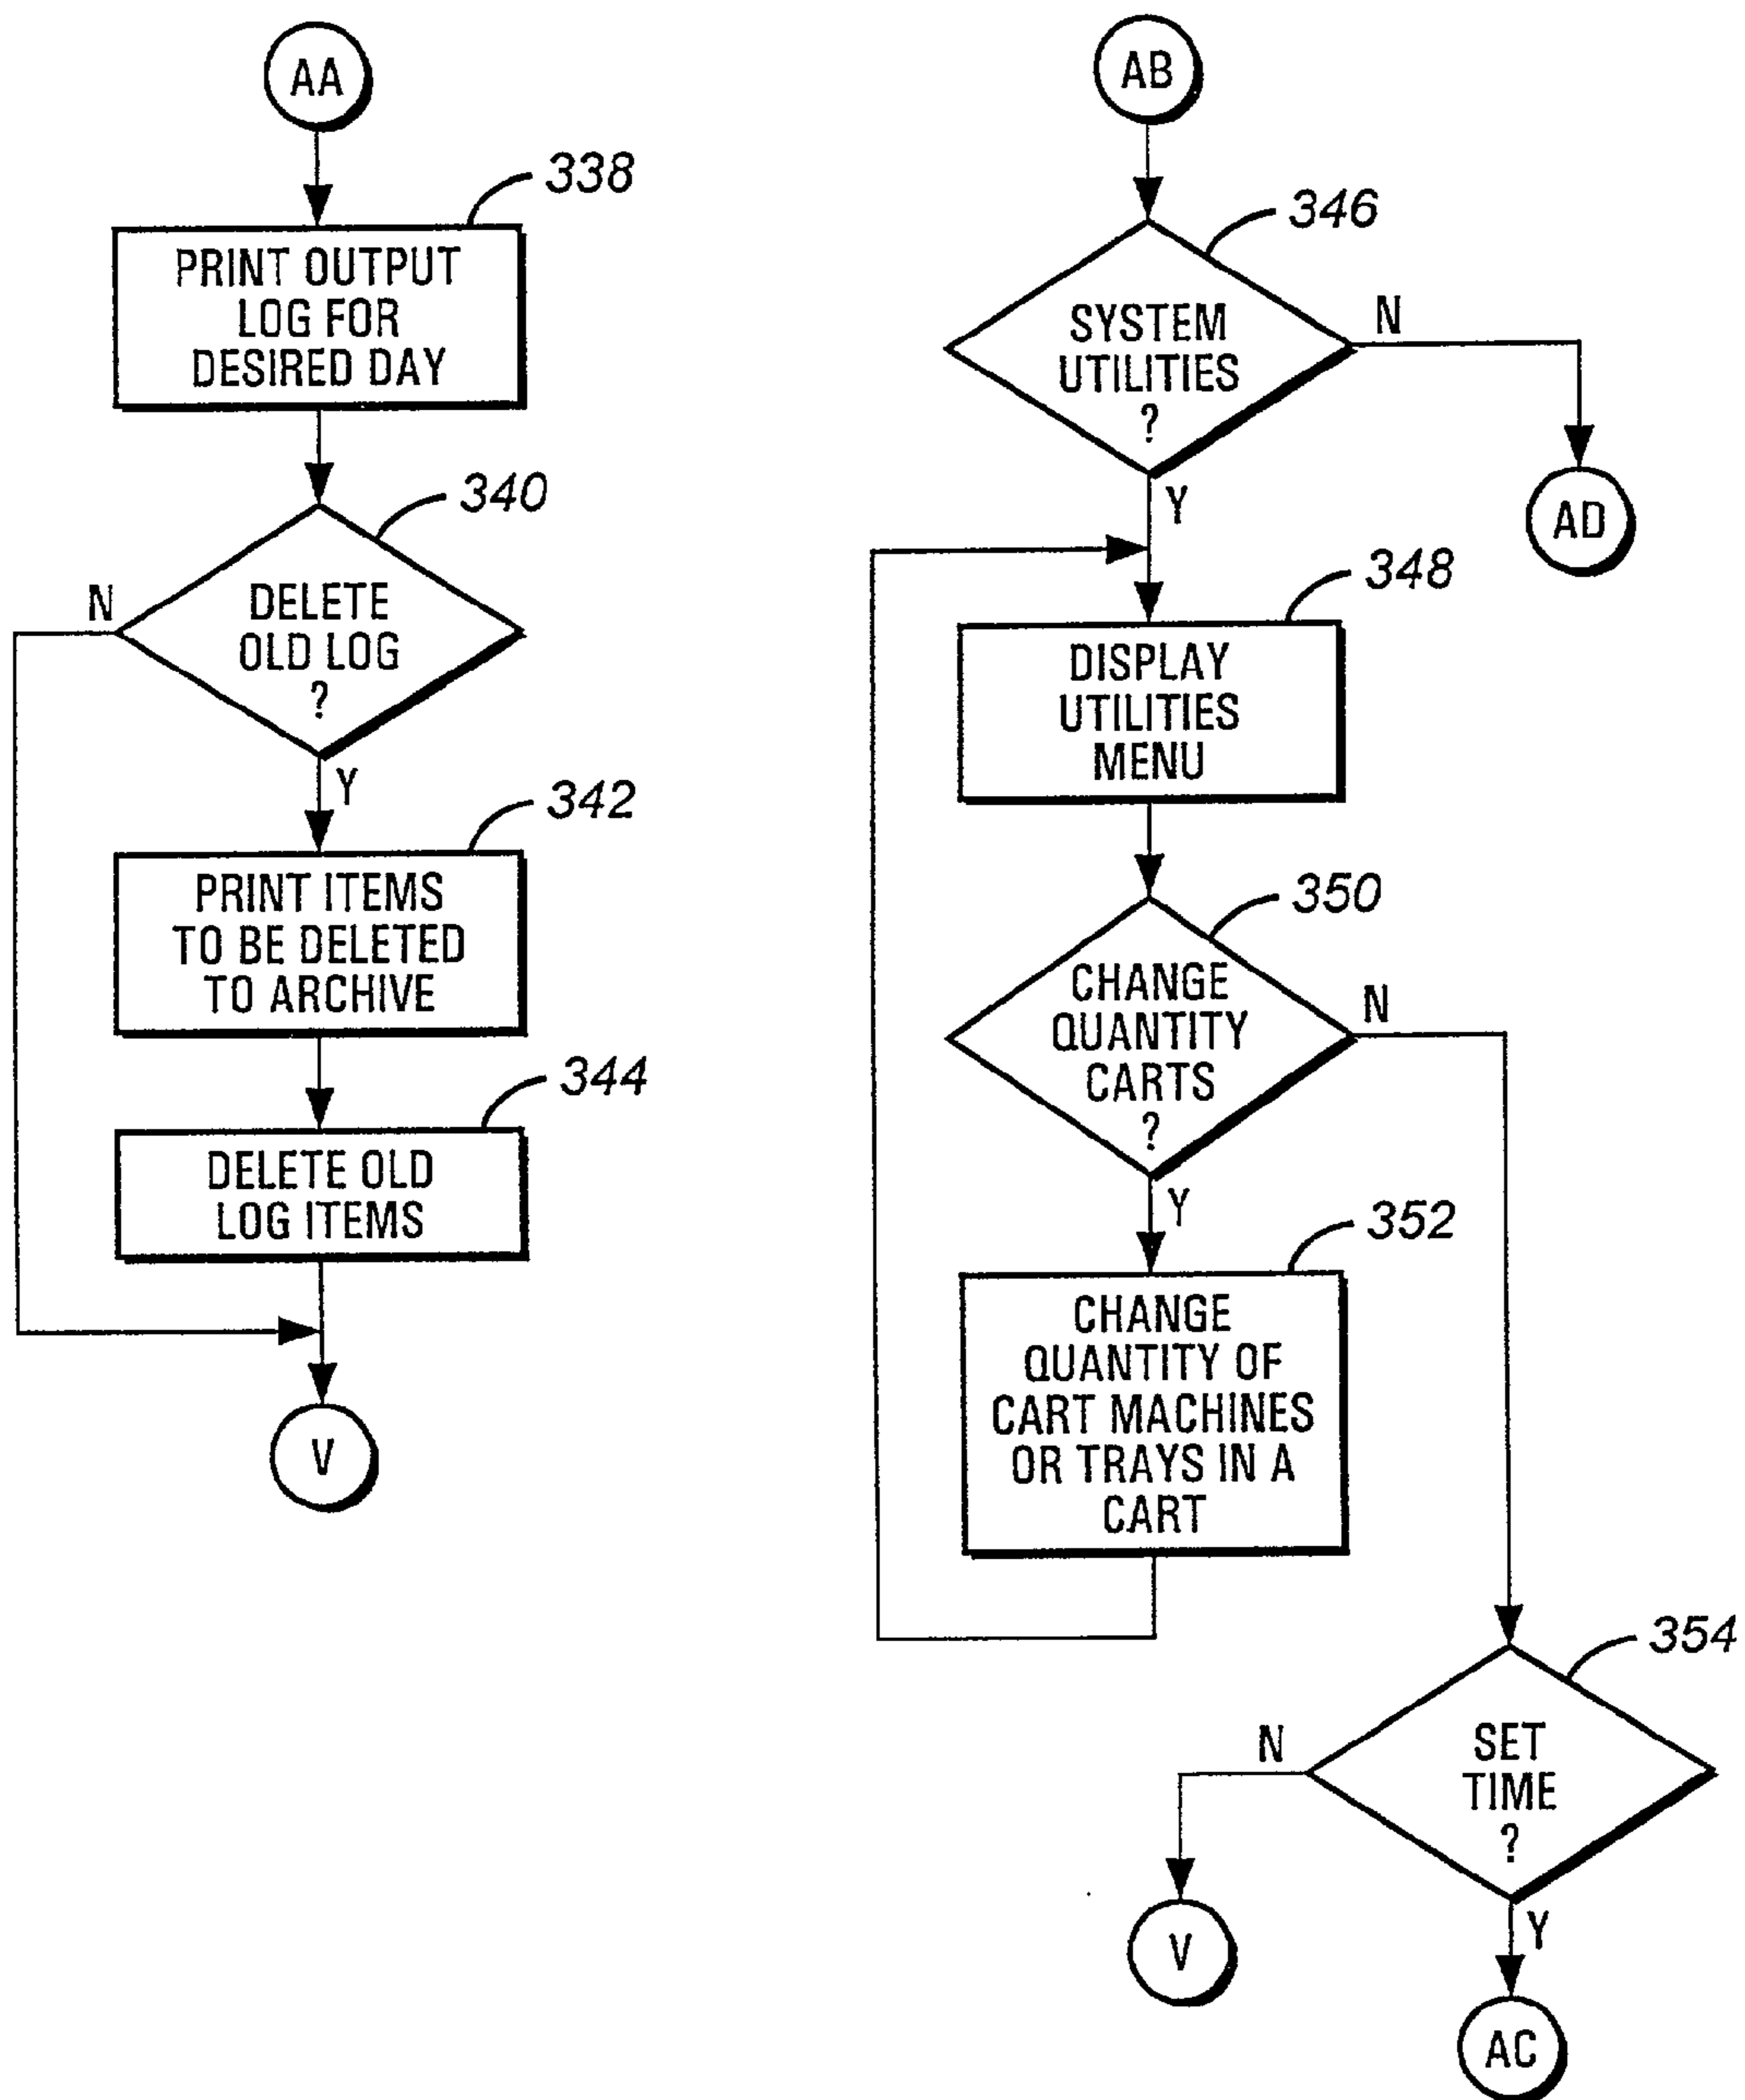 AA
338
PRINT OUTPUT
LOG FOR
DESIRED DAY
340
N
DELETE
OLD LOG
?
Y
342
PRINT ITEMS
TO BE DELETED
TO ARCHIVE
344
DELETE OLD
LOG ITEMS
V
AB
346
SYSTEM
UTILITIES
?
N
AD
Y
348
DISPLAY
UTILITIES
MENU
350
CHANGE
QUANTITY
CARTS
?
N
Y
352
CHANGE
QUANTITY OF
CART MACHINES
OR TRAYS IN A
CART
354
SET
TIME
?
N
V
Y
AC